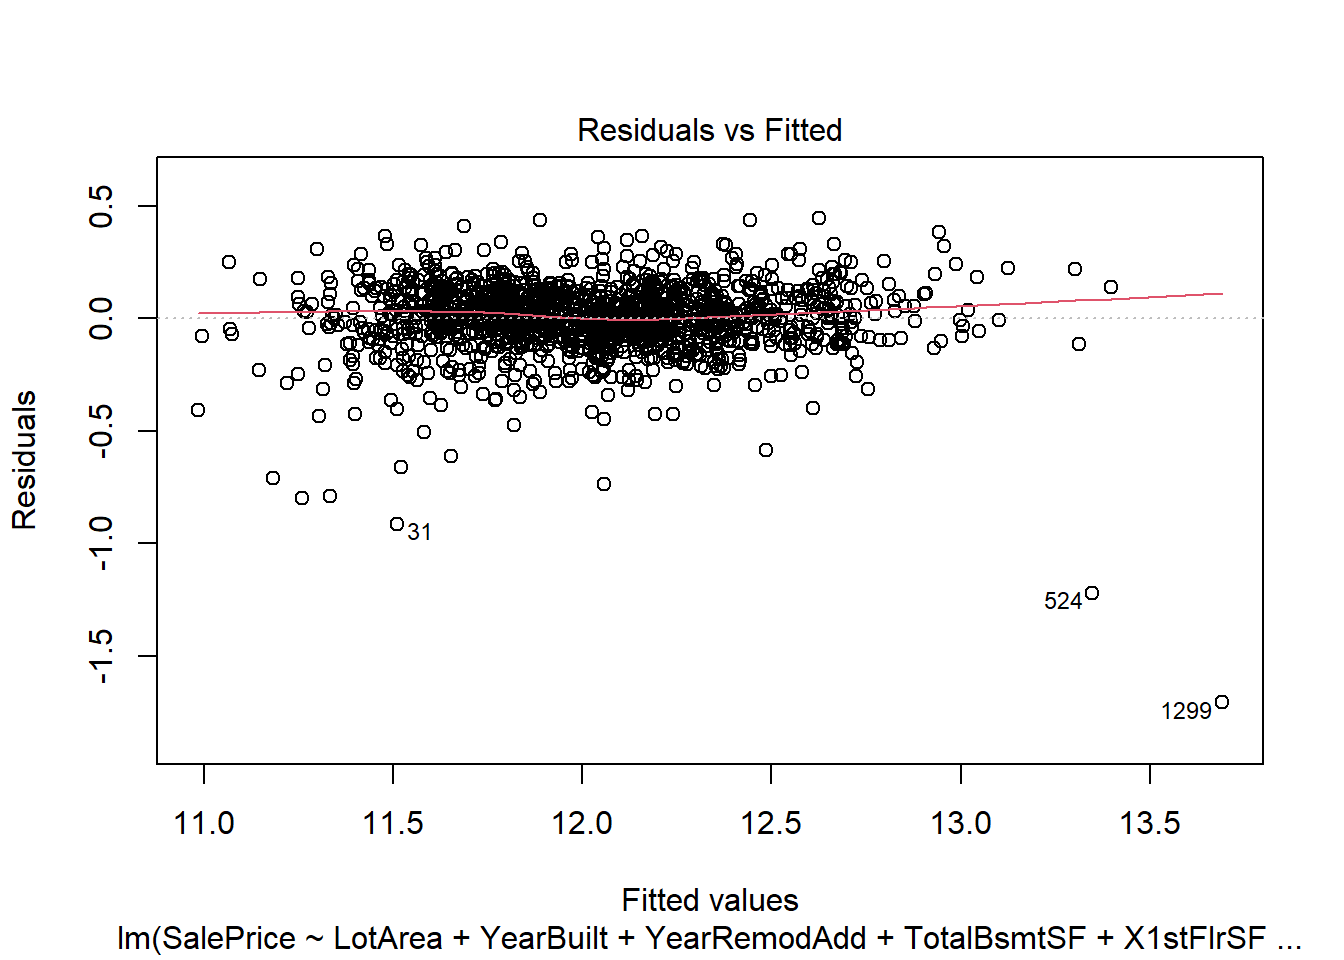 Residuals vs Fitted
Residuals
0.5
0.0
-0.5
-1.0
-1.5
31
524
1299
11.0 11.5 12.0 12.5 13.0 13.5
Fitted values
lm(SalePrice ~ LotArea + YearBuilt + YearRemodAdd + TotalBsmtSF + X1stFlrSF ...